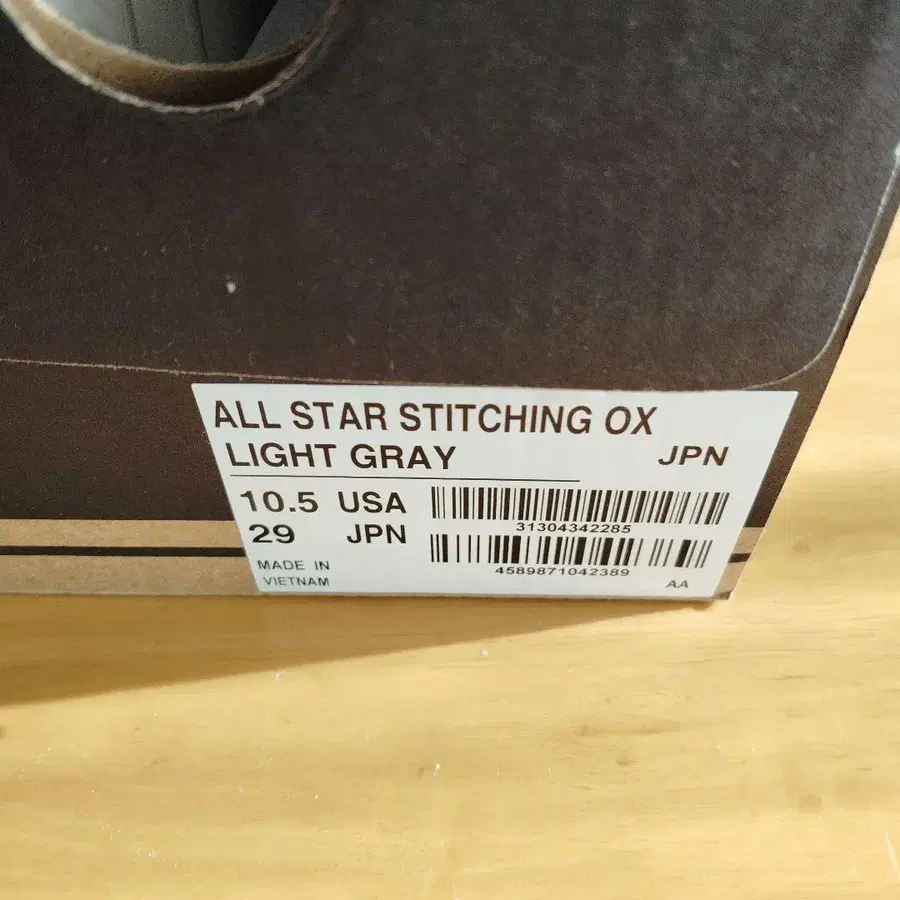 ALL STAR STITCHING OX
LIGHT GRAY JPN
10.5 USA
31304342285
29 JPN
4589871042389
MADE IN
VIETNAM
AA